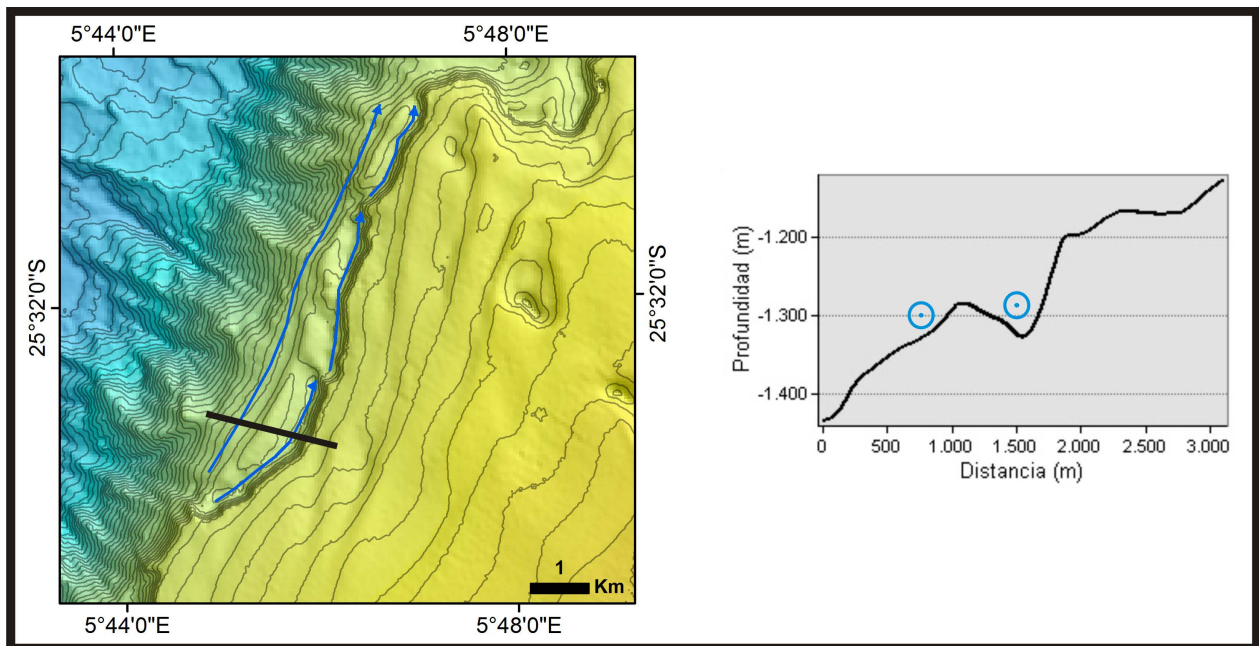 5°44'0"E
5°48'0"E
25°32'0"S
25°32'0"S
1
Km
5°44'0"E
5°48'0"E
Profundidad (m)
-1.200
-1.300
-1.400
0
500
1.000
1.500
2.000
2.500
3.000
Distancia (m)